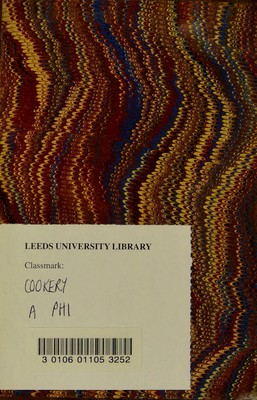 LEEDS UNIVERSITY LIBRARY
Classmark:
COOKERY
A PHI
3 0106 01105 3252